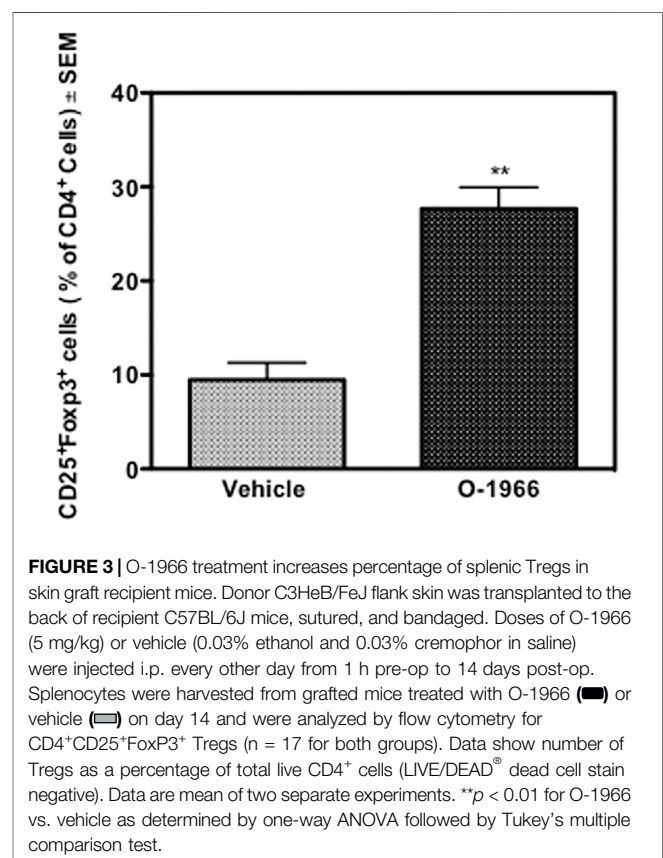 CD25⁺Foxp3⁺ cells ( % of CD4⁺ Cells) ± SEM
40
30
20
10
0
**
Vehicle
O-1966
FIGURE 3 | O-1966 treatment increases percentage of splenic Tregs in
skin graft recipient mice. Donor C3HeB/FeJ flank skin was transplanted to the
back of recipient C57BL/6J mice, sutured, and bandaged. Doses of O-1966
(5 mg/kg) or vehicle (0.03% ethanol and 0.03% cremophor in saline)
were injected i.p. every other day from 1 h pre-op to 14 days post-op.
Splenocytes were harvested from grafted mice treated with O-1966 (■) or
vehicle (▭) on day 14 and were analyzed by flow cytometry for
CD4⁺CD25⁺FoxP3⁺ Tregs (n = 17 for both groups). Data show number of
Tregs as a percentage of total live CD4⁺ cells (LIVE/DEAD® dead cell stain
negative). Data are mean of two separate experiments. **p < 0.01 for O-1966
vs. vehicle as determined by one-way ANOVA followed by Tukey’s multiple
comparison test.